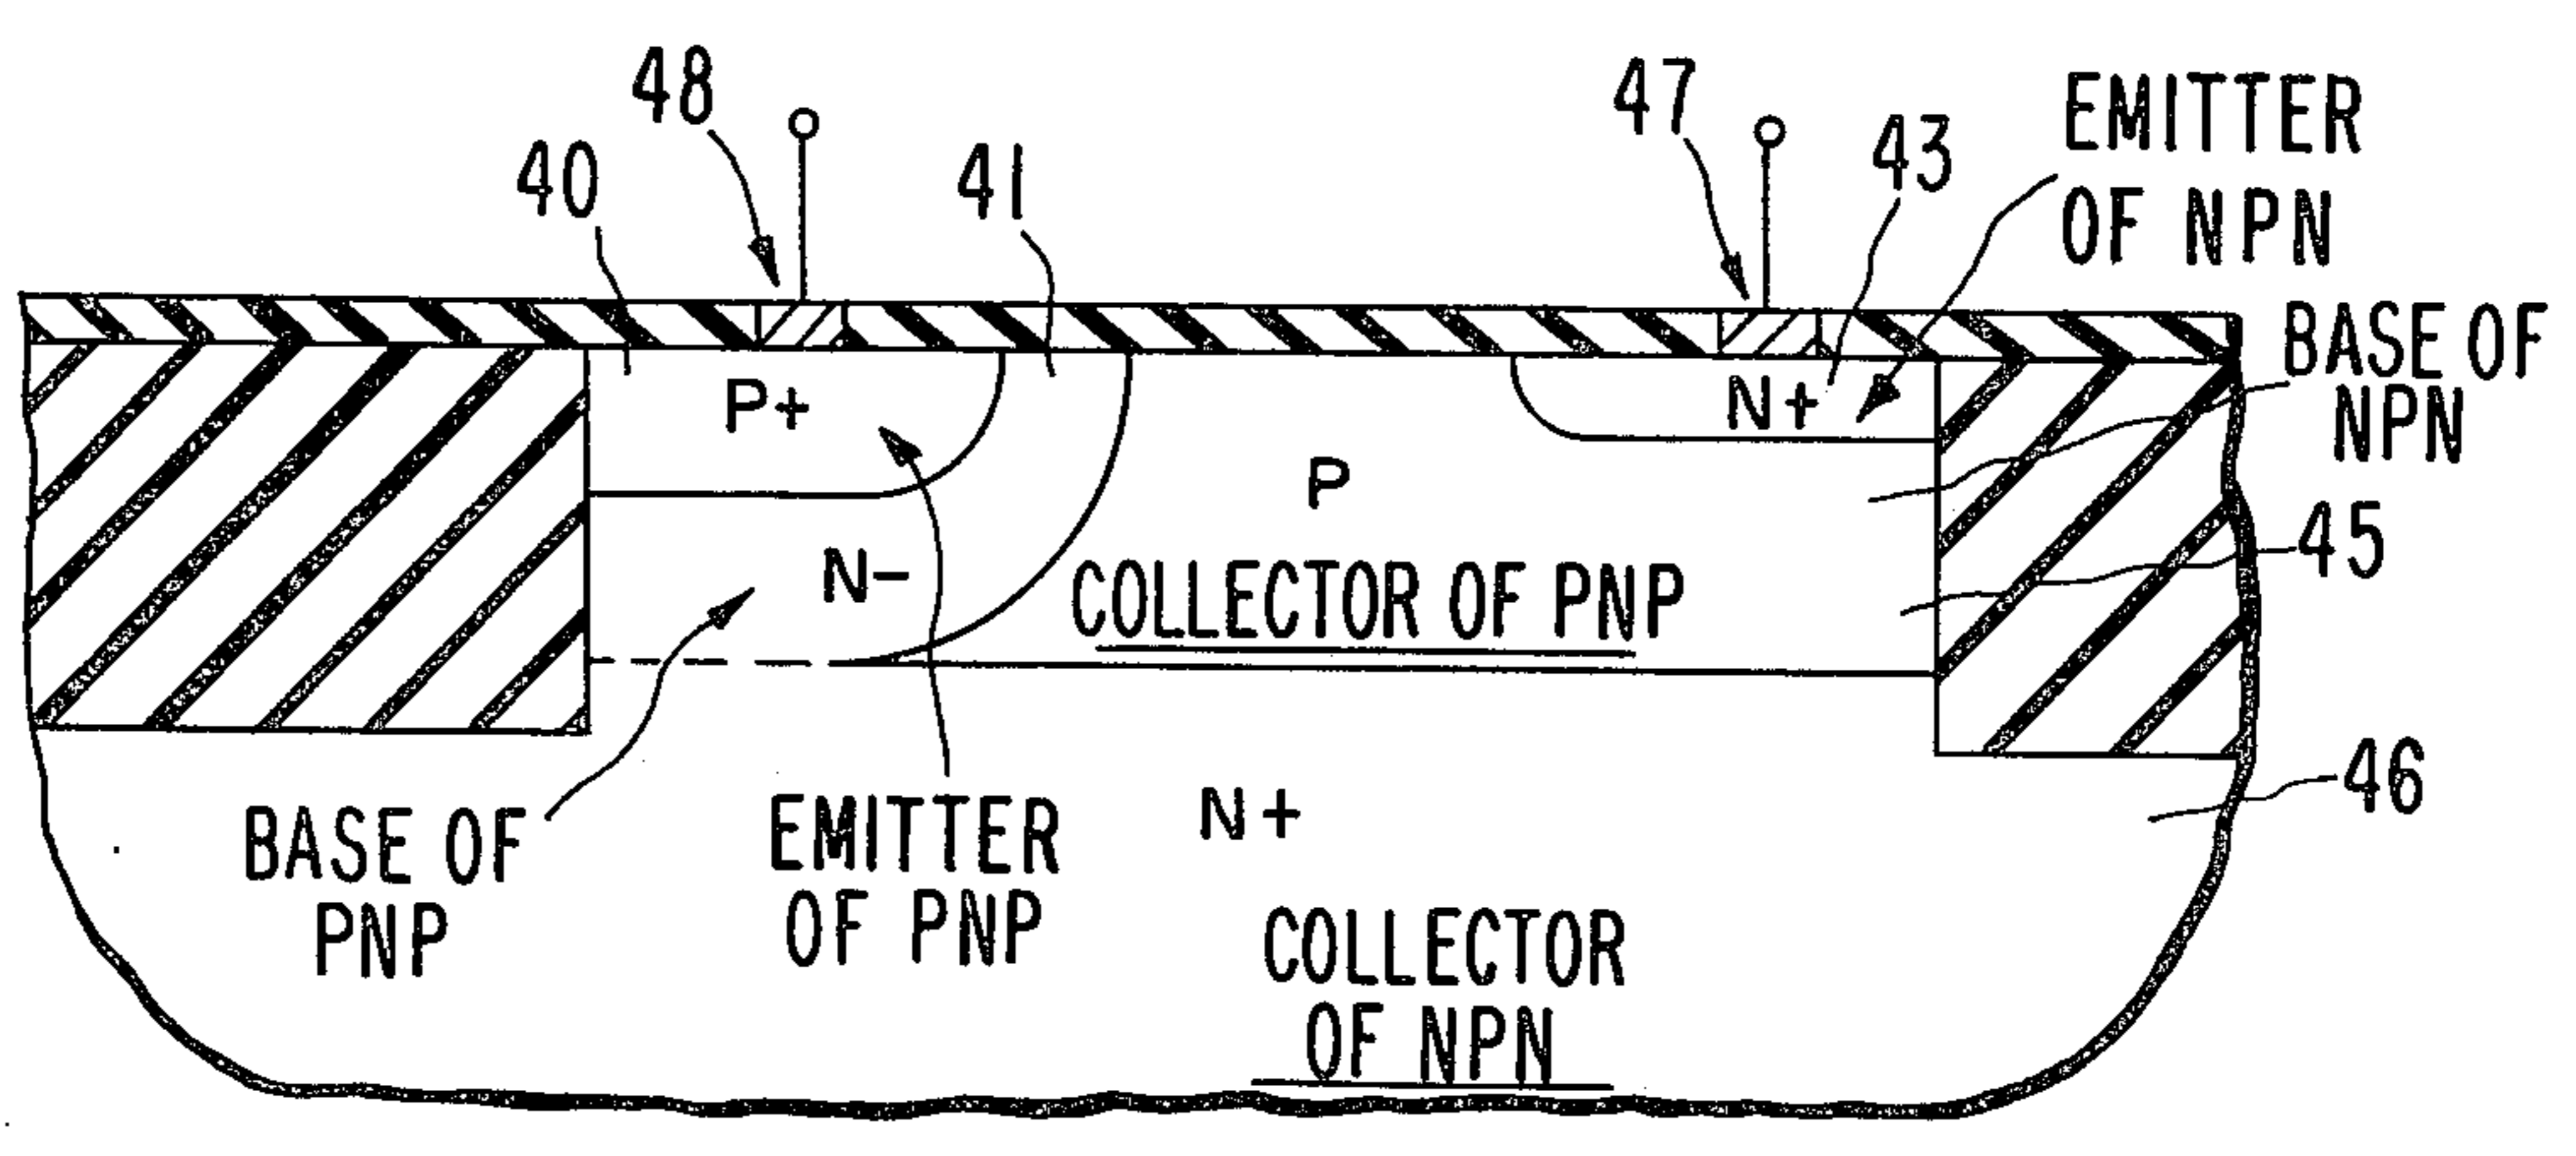 48
47
EMITTER
OF NPN
40
41
43
BASE OF
NPN
P+
N+
P
N-
COLLECTOR OF PNP
45
46
BASE OF
PNP
EMITTER
OF PNP
N+
COLLECTOR
OF NPN